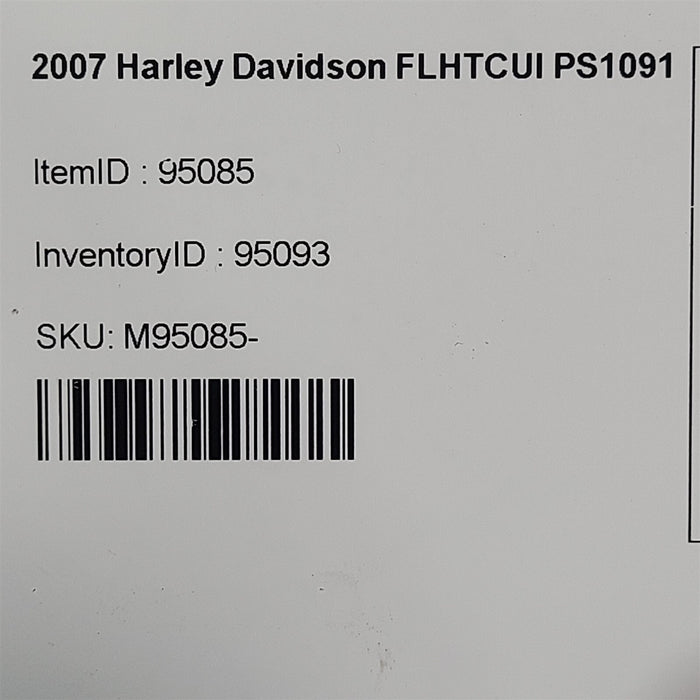 2007 Harley Davidson FLHTCUI PS1091
ItemID : 95085
InventoryID : 95093
SKU: M95085-